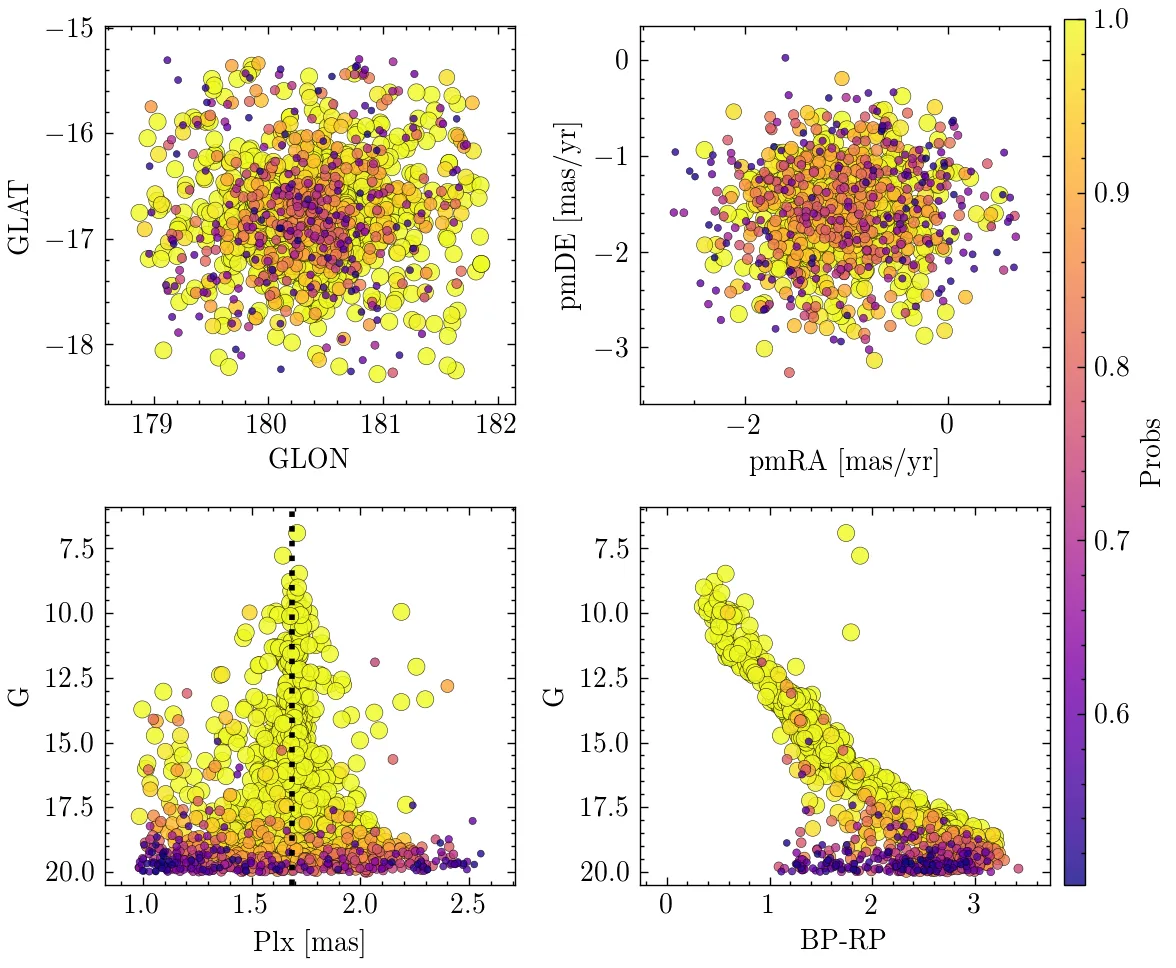 −15
−16
−17
−18
GLAT
179 180 181 182
GLON
0
−1
−2
−3
pmDE [mas/yr]
−2 0
pmRA [mas/yr]
7.5
10.0
12.5
15.0
17.5
20.0
G
1.0 1.5 2.0 2.5
Plx [mas]
7.5
10.0
12.5
15.0
17.5
20.0
G
0 1 2 3
BP-RP
1.0
0.9
0.8
0.7
0.6
Probs